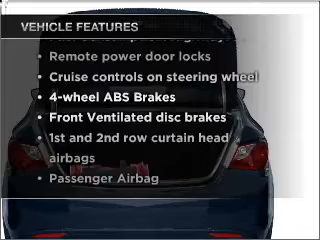 VEHICLE FEATURES
• Remote power door locks
• Cruise controls on steering wheel
• 4-wheel ABS Brakes
• Front Ventilated disc brakes
• 1st and 2nd row curtain head
airbags
• Passenger Airbag